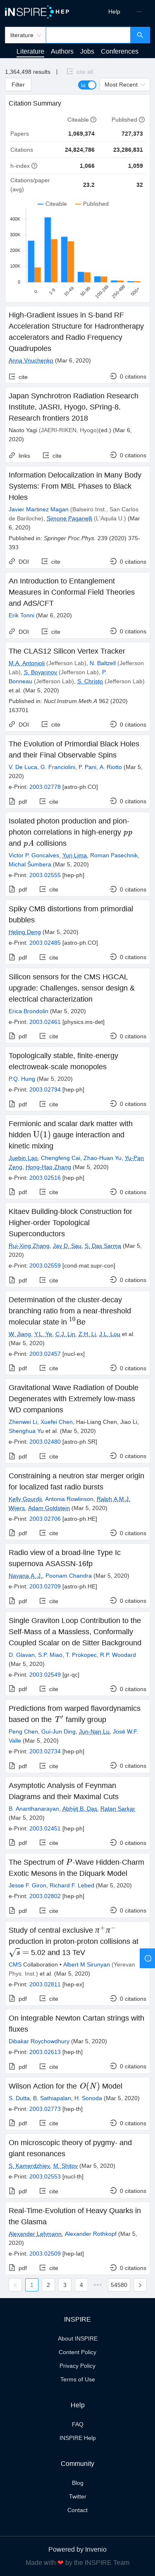 iNSPIRE HEP
Help
literature
Literature Authors Jobs Conferences
1,364,498 results | cite all
Filter
Most Recent
Citation Summary
Citeable Published
Papers 1,069,374 727,373
Citations 24,824,786 23,286,831
h-index 1,066 1,059
Citations/paper (avg) 23.2 32
Citeable Published
400K
300K
200K
100K
0
0 1-9 10-49 50-99 100-249 250-499 500+
High-Gradient issues in S-band RF
Acceleration Structure for Hadrontherapy
accelerators and Radio Frequency
Quadrupoles
Anna Vnuchenko (Mar 6, 2020)
cite 0 citations
Japan Synchrotron Radiation Research
Institute, JASRI, Hyogo, SPring-8.
Research frontiers 2018
Naoto Yagi (JAERI-RIKEN, Hyogo)(ed.) (Mar 6,
2020)
links cite 0 citations
Information Delocalization in Many Body
Systems: From MBL Phases to Black
Holes
Javier Martinez Magan (Balseiro Inst., San Carlos
de Bariloche), Simone Paganelli (L'Aquila U.) (Mar
6, 2020)
Published in: Springer Proc.Phys. 239 (2020) 375-
393
DOI cite 0 citations
An Introduction to Entanglement
Measures in Conformal Field Theories
and AdS/CFT
Erik Tonni (Mar 6, 2020)
DOI cite 0 citations
The CLAS12 Silicon Vertex Tracker
M.A. Antonioli (Jefferson Lab), N. Baltzell (Jefferson
Lab), S. Boyarinov (Jefferson Lab), P.
Bonneau (Jefferson Lab), S. Christo (Jefferson Lab)
et al. (Mar 5, 2020)
Published in: Nucl.Instrum.Meth.A 962 (2020)
163701
DOI cite 0 citations
The Evolution of Primordial Black Holes
and their Final Observable Spins
V. De Luca, G. Franciolini, P. Pani, A. Riotto (Mar 5,
2020)
e-Print: 2003.02778 [astro-ph.CO]
pdf cite 0 citations
Isolated photon production and pion-
photon correlations in high-energy pp
and pA collisions
Victor P. Goncalves, Yuri Lima, Roman Pasechnik,
Michal Šumbera (Mar 5, 2020)
e-Print: 2003.02555 [hep-ph]
pdf cite 0 citations
Spiky CMB distortions from primordial
bubbles
Heling Deng (Mar 5, 2020)
e-Print: 2003.02485 [astro-ph.CO]
pdf cite 0 citations
Silicon sensors for the CMS HGCAL
upgrade: Challenges, sensor design &
electrical characterization
Erica Brondolin (Mar 5, 2020)
e-Print: 2003.02461 [physics.ins-det]
pdf cite 0 citations
Topologically stable, finite-energy
electroweak-scale monopoles
P.Q. Hung (Mar 5, 2020)
e-Print: 2003.02794 [hep-ph]
pdf cite 0 citations
Fermionic and scalar dark matter with
hidden U(1) gauge interaction and
kinetic mixing
Juebin Lao, Chengfeng Cai, Zhao-Huan Yu, Yu-Pan
Zeng, Hong-Hao Zhang (Mar 5, 2020)
e-Print: 2003.02516 [hep-ph]
pdf cite 0 citations
Kitaev Building-block Construction for
Higher-order Topological
Superconductors
Rui-Xing Zhang, Jay D. Sau, S. Das Sarma (Mar 5,
2020)
e-Print: 2003.02559 [cond-mat.supr-con]
pdf cite 0 citations
Determination of the cluster-decay
branching ratio from a near-threshold
molecular state in ¹⁰Be
W. Jiang, Y.L. Ye, C.J. Lin, Z.H. Li, J.L. Lou et al.
(Mar 5, 2020)
e-Print: 2003.02457 [nucl-ex]
pdf cite 0 citations
Gravitational Wave Radiation of Double
Degenerates with Extremely low-mass
WD companions
Zhenwei Li, Xuefei Chen, Hai-Liang Chen, Jiao Li,
Shenghua Yu et al. (Mar 5, 2020)
e-Print: 2003.02480 [astro-ph.SR]
pdf cite 0 citations
Constraining a neutron star merger origin
for localized fast radio bursts
Kelly Gourdji, Antonia Rowlinson, Ralph A.M.J.
Wijers, Adam Goldstein (Mar 5, 2020)
e-Print: 2003.02706 [astro-ph.HE]
pdf cite 0 citations
Radio view of a broad-line Type Ic
supernova ASASSN-16fp
Nayana A. J., Poonam Chandra (Mar 5, 2020)
e-Print: 2003.02709 [astro-ph.HE]
pdf cite 0 citations
Single Graviton Loop Contribution to the
Self-Mass of a Massless, Conformally
Coupled Scalar on de Sitter Background
D. Glavan, S.P. Miao, T. Prokopec, R.P. Woodard
(Mar 5, 2020)
e-Print: 2003.02549 [gr-qc]
pdf cite 0 citations
Predictions from warped flavordynamics
based on the T′ family group
Peng Chen, Gui-Jun Ding, Jun-Nan Lu, José W.F.
Valle (Mar 5, 2020)
e-Print: 2003.02734 [hep-ph]
pdf cite 0 citations
Asymptotic Analysis of Feynman
Diagrams and their Maximal Cuts
B. Ananthanarayan, Abhijit B. Das, Ratan Sarkar
(Mar 5, 2020)
e-Print: 2003.02451 [hep-ph]
pdf cite 0 citations
The Spectrum of P-Wave Hidden-Charm
Exotic Mesons in the Diquark Model
Jesse F. Giron, Richard F. Lebed (Mar 5, 2020)
e-Print: 2003.02802 [hep-ph]
pdf cite 0 citations
Study of central exclusive π⁺π⁻
production in proton-proton collisions at
√s = 5.02 and 13 TeV
CMS Collaboration • Albert M Sirunyan (Yerevan
Phys. Inst.) et al. (Mar 5, 2020)
e-Print: 2003.02811 [hep-ex]
pdf cite 0 citations
On integrable Newton Cartan strings with
fluxes
Dibakar Roychowdhury (Mar 5, 2020)
e-Print: 2003.02613 [hep-th]
pdf cite 0 citations
Wilson Action for the O(N) Model
S. Dutta, B. Sathiapalan, H. Sonoda (Mar 5, 2020)
e-Print: 2003.02773 [hep-th]
pdf cite 0 citations
On microscopic theory of pygmy- and
giant resonances
S. Kamerdzhiev, M. Shitov (Mar 5, 2020)
e-Print: 2003.02553 [nucl-th]
pdf cite 0 citations
Real-Time-Evolution of Heavy Quarks in
the Glasma
Alexander Lehmann, Alexander Rothkopf (Mar 5,
2020)
e-Print: 2003.02509 [hep-lat]
pdf cite 0 citations
< 1 2 3 4 ••• 54580 >
INSPIRE
About INSPIRE
Content Policy
Privacy Policy
Terms of Use
Help
FAQ
INSPIRE Help
Community
Blog
Twitter
Contact
Powered by Invenio
Made with ❤ by the INSPIRE Team